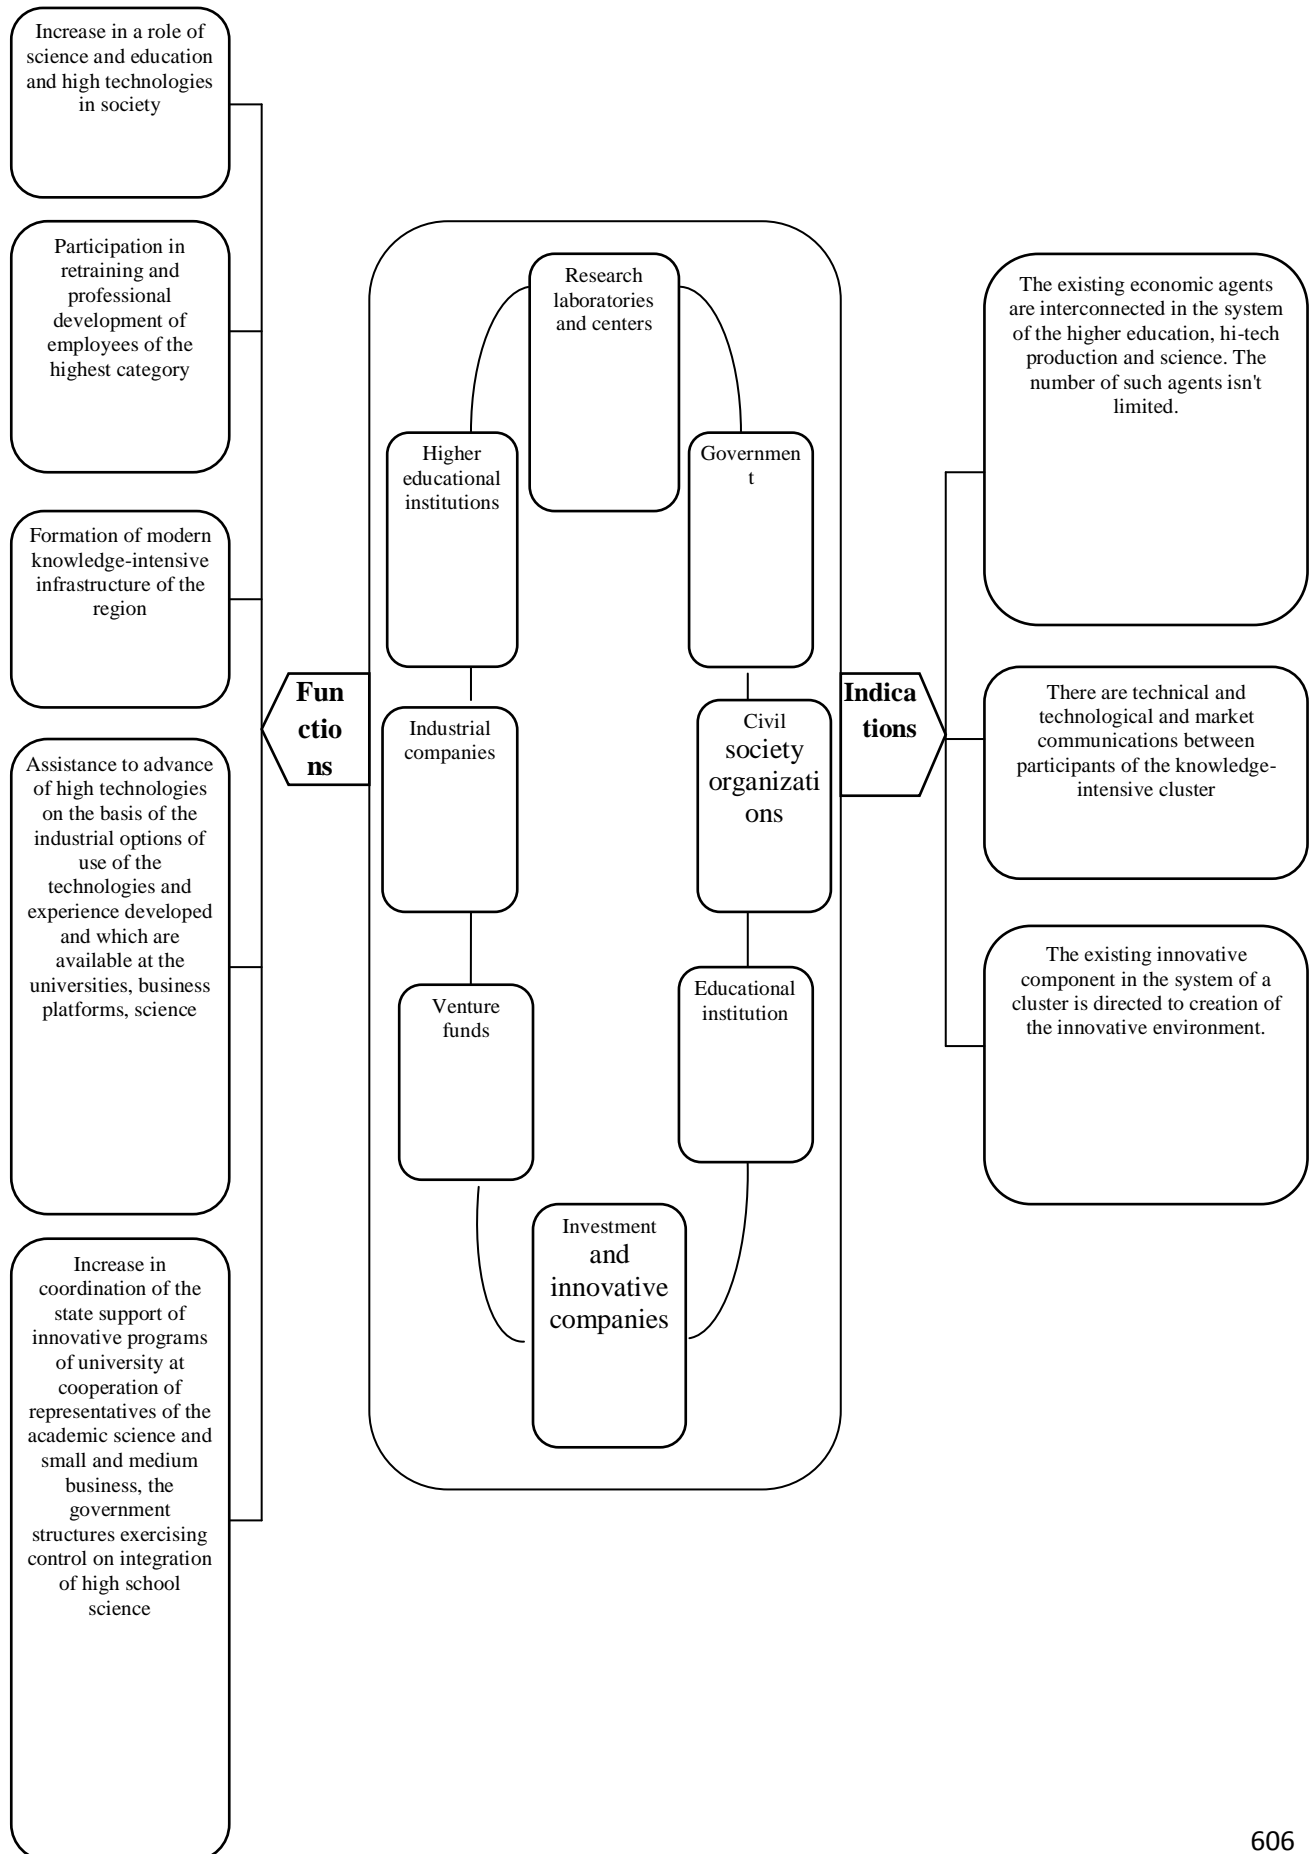 Increase in a role of
science and education
and high technologies
in society
Participation in
retraining and
professional
development of
employees of the
highest category
Formation of modern
knowledge-intensive
infrastructure of the
region
Assistance to advance
of high technologies
on the basis of the
industrial options of
use of the
technologies and
experience developed
and which are
available at the
universities, business
platforms, science
Increase in
coordination of the
state support of
innovative programs
of university at
cooperation of
representatives of the
academic science and
small and medium
business, the
government
structures exercising
control on integration
of high school
science
Fun
ctio
ns
Research
laboratories
and centers
Higher
educational
institutions
Governmen
t
Industrial
companies
Civil
society
organizati
ons
Venture
funds
Educational
institution
Investment
and
innovative
companies
Indica
tions
The existing economic agents
are interconnected in the system
of the higher education, hi-tech
production and science. The
number of such agents isn't
limited.
There are technical and
technological and market
communications between
participants of the knowledge-
intensive cluster
The existing innovative
component in the system of a
cluster is directed to creation of
the innovative environment.
606